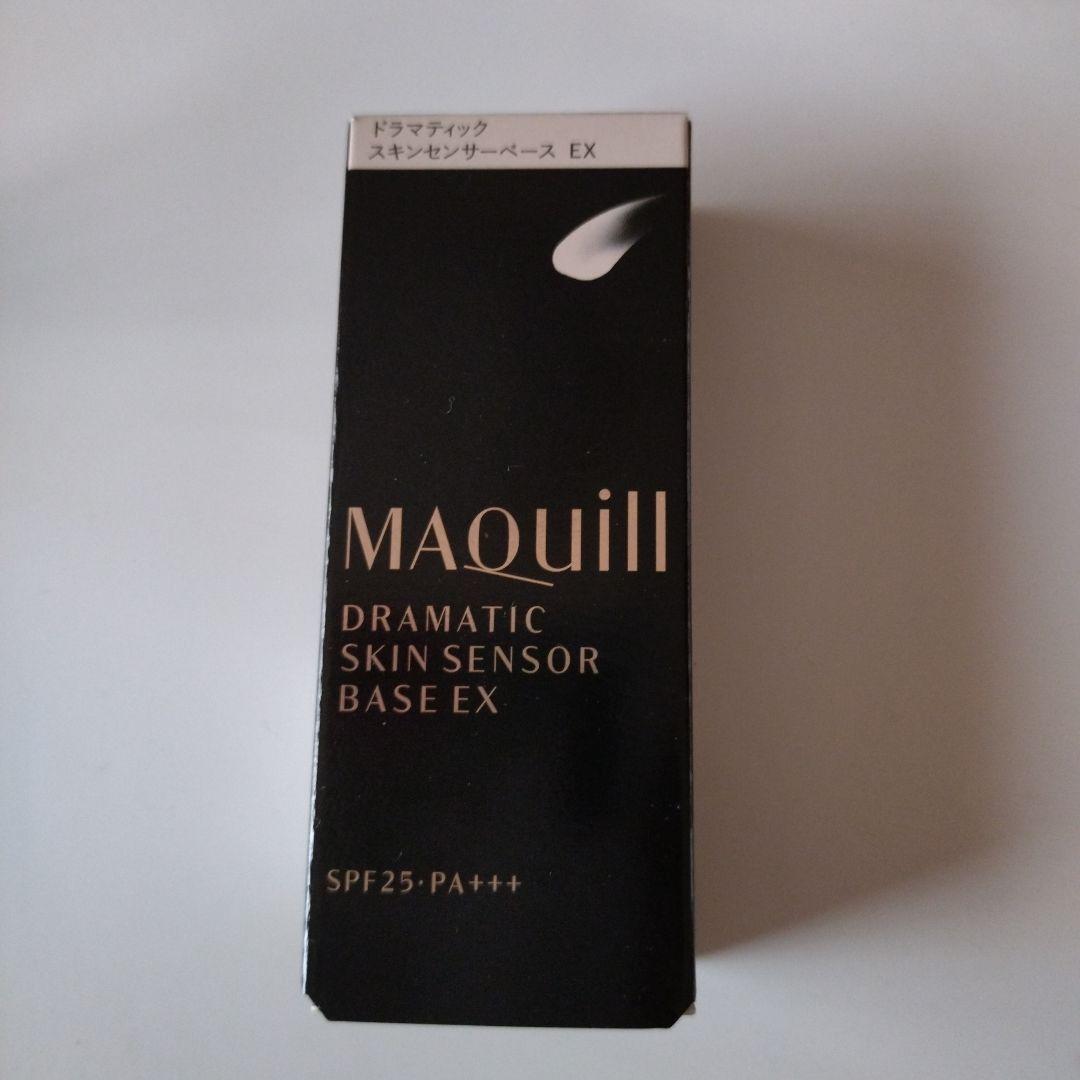 ドラマティック
スキンセンサーベース EX
MAQuill
DRAMATIC
SKIN SENSOR
BASE EX
SPF25・PA+++